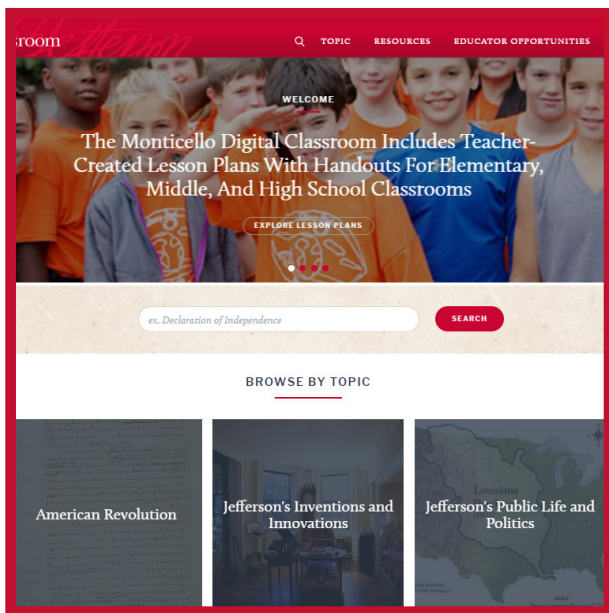 room
TOPIC RESOURCES EDUCATOR OPPORTUNITIES
WELCOME
The Monticello Digital Classroom Includes Teacher-
Created Lesson Plans With Handouts For Elementary,
Middle, And High School Classrooms
EXPLORE LESSON PLANS
ex. Declaration of Independence
SEARCH
BROWSE BY TOPIC
American Revolution
Jefferson's Inventions and
Innovations
Louisiana
Jefferson's Public Life and
Politics